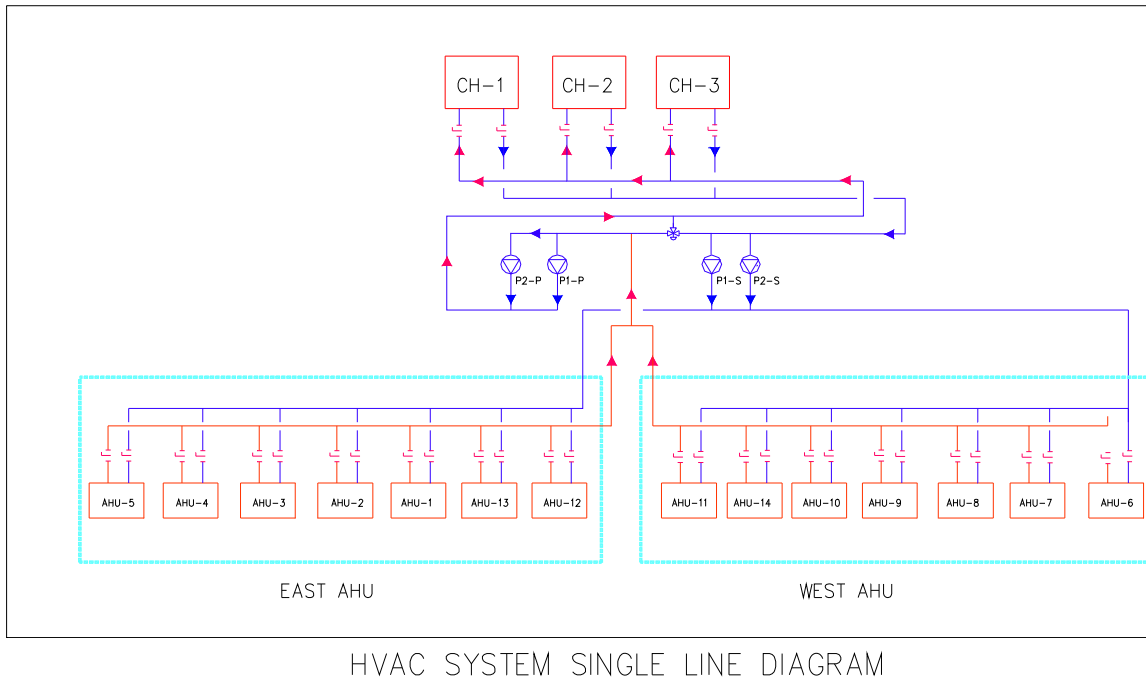 CH-1 CH-2 CH-3
P2-P P1-P P1-S P2-S
AHU-5 AHU-4 AHU-3 AHU-2 AHU-1 AHU-13 AHU-12 AHU-11 AHU-14 AHU-10 AHU-9 AHU-8 AHU-7 AHU-6
EAST AHU WEST AHU
HVAC SYSTEM SINGLE LINE DIAGRAM